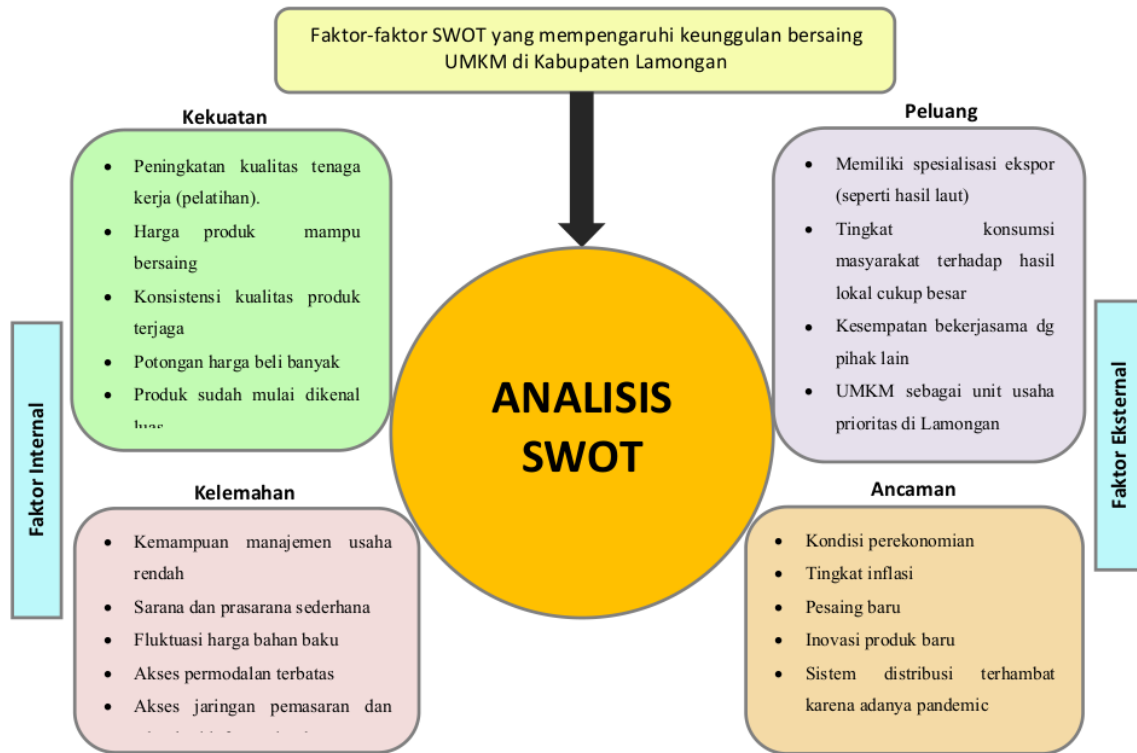 Faktor-faktor SWOT yang mempengaruhi keunggulan bersaing
UMKM di Kabupaten Lamongan
Kekuatan
• Peningkatan kualitas tenaga
kerja (pelatihan).
• Harga produk mampu
bersaing
• Konsistensi kualitas produk
terjaga
• Potongan harga beli banyak
• Produk sudah mulai dikenal
luas
Peluang
• Memiliki spesialisasi ekspor
(seperti hasil laut)
• Tingkat konsumsi
masyarakat terhadap hasil
lokal cukup besar
• Kesempatan bekerjasama dg
pihak lain
• UMKM sebagai unit usaha
prioritas di Lamongan
Faktor Internal
ANALISIS
SWOT
Faktor Eksternal
Kelemahan
• Kemampuan manajemen usaha
rendah
• Sarana dan prasarana sederhana
• Fluktuasi harga bahan baku
• Akses permodalan terbatas
• Akses jaringan pemasaran dan
Ancaman
• Kondisi perekonomian
• Tingkat inflasi
• Pesaing baru
• Inovasi produk baru
• Sistem distribusi terhambat
karena adanya pandemic